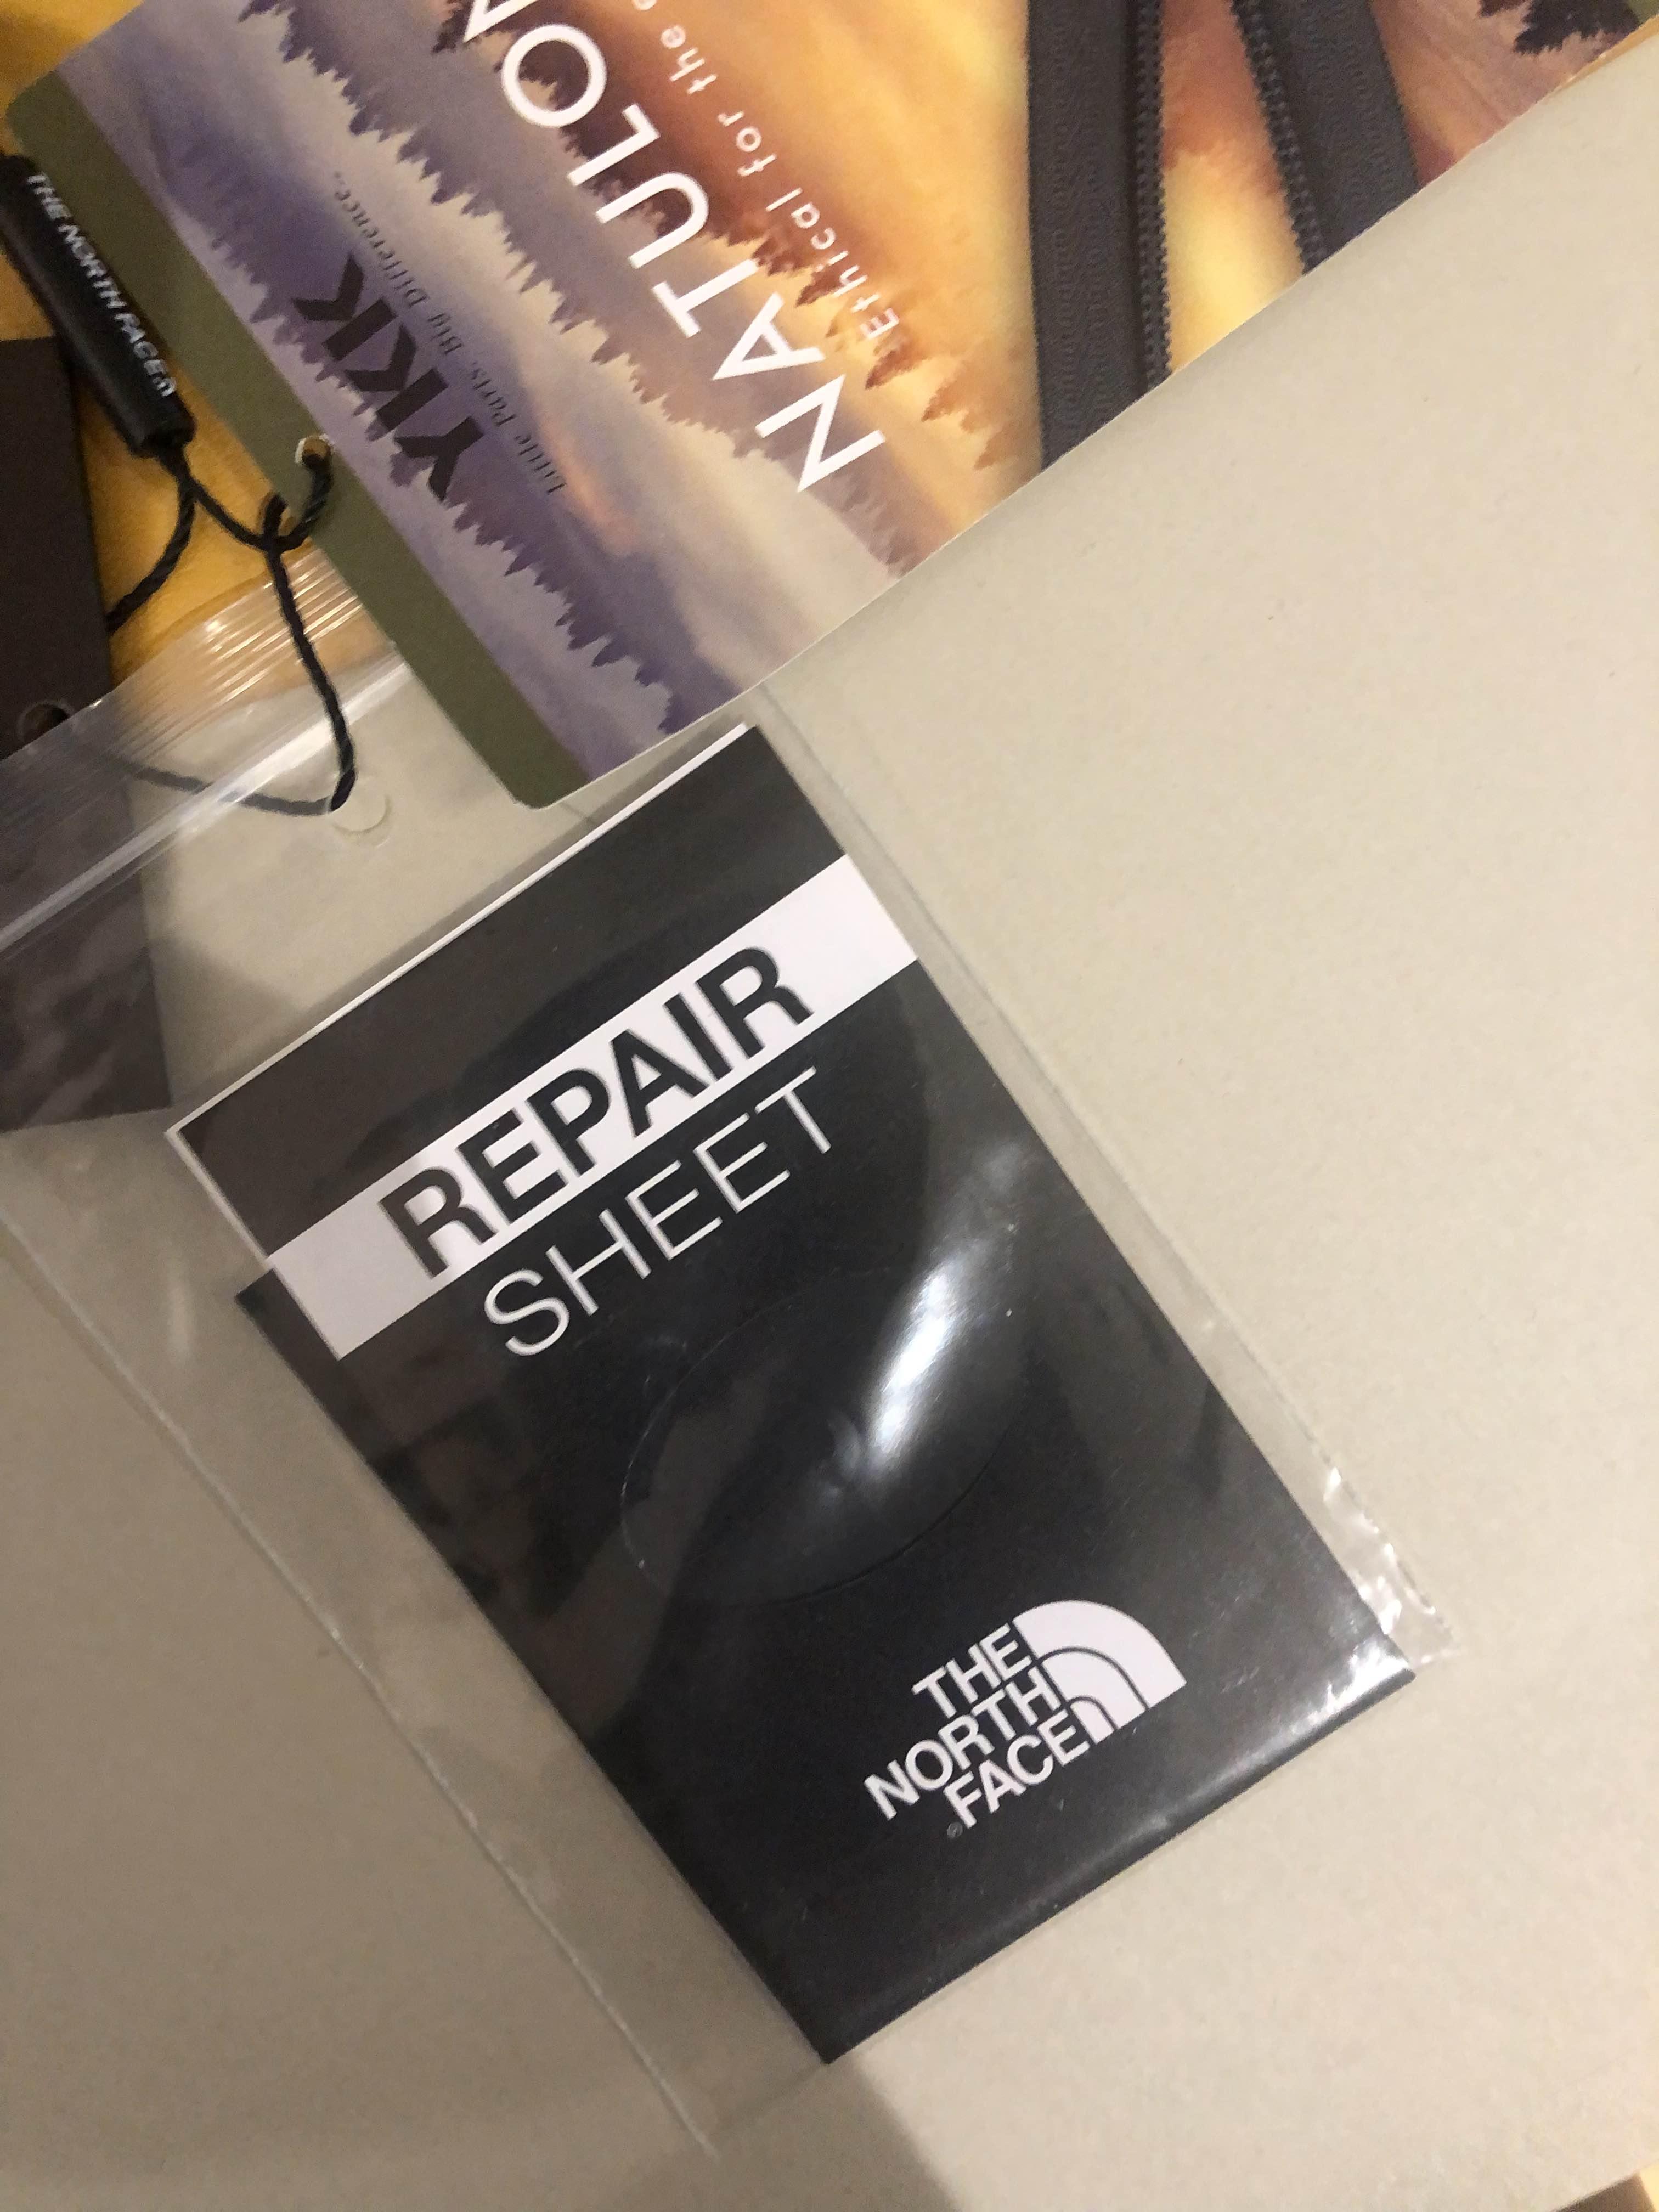 THE NORTH FACE
YKK
Little Parts. Big Difference.
NATULON
Ethical for the
REPAIR
SHEET
THE
NORTH
FACE
®